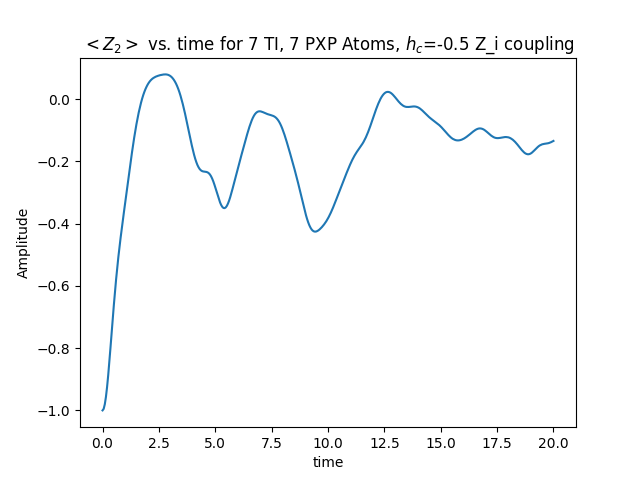 < Z₂ > vs. time for 7 TI, 7 PXP Atoms, h_c=-0.5 Z_i coupling
Amplitude
0.0
−0.2
−0.4
−0.6
−0.8
−1.0
0.0 2.5 5.0 7.5 10.0 12.5 15.0 17.5 20.0
time